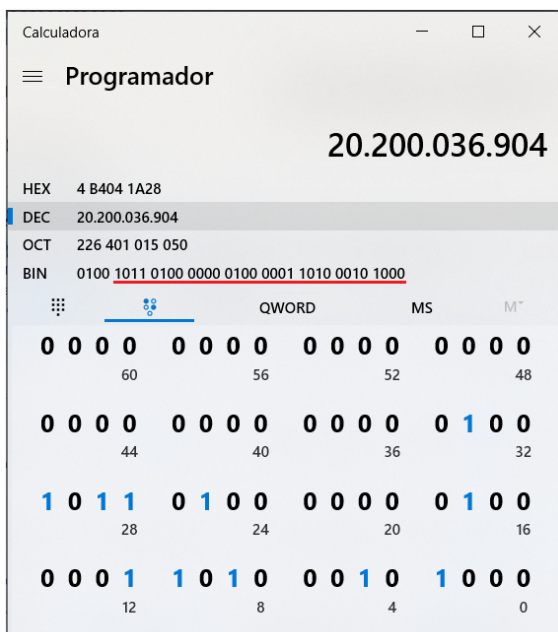 Calculadora
Programador
20.200.036.904
HEX 4 B404 1A28
DEC 20.200.036.904
OCT 226 401 015 050
BIN 0100 1011 0100 0000 0100 0001 1010 0010 1000
QWORD MS M
0 0 0 0 0 0 0 0 0 0 0 0 0 0 0 0
60 56 52 48
0 0 0 0 0 0 0 0 0 0 0 0 0 1 0 0
44 40 36 32
1 0 1 1 0 1 0 0 0 0 0 0 0 1 0 0
28 24 20 16
0 0 0 1 1 0 1 0 0 0 1 0 1 0 0 0
12 8 4 0